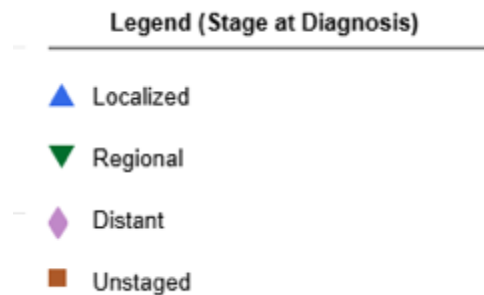 Legend (Stage at Diagnosis)
Localized
Regional
Distant
Unstaged